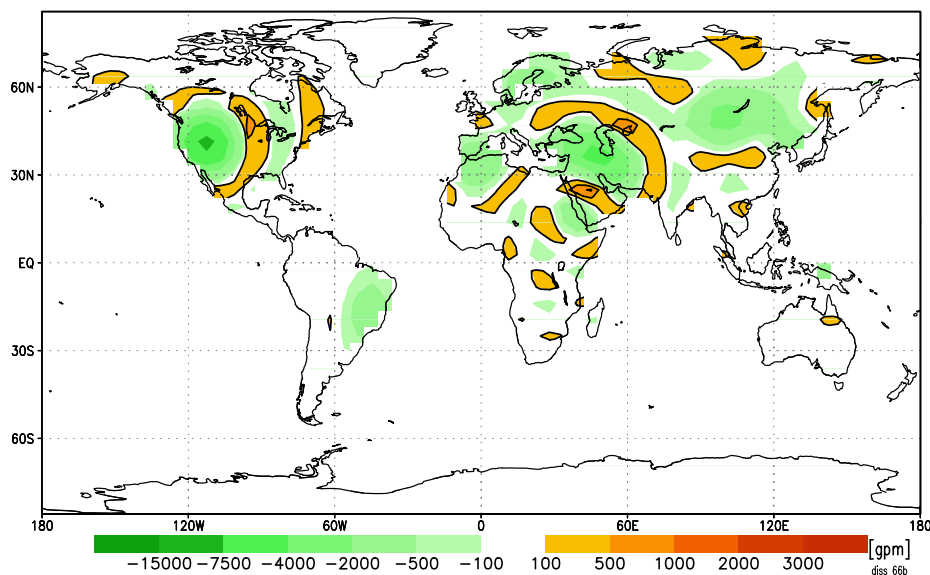 60N
30N
EQ
30S
60S
180 120W 60W 0 60E 120E 180
−15000 −7500 −4000 −2000 −500 −100 100 500 1000 2000 3000 [gpm]
diss 66b